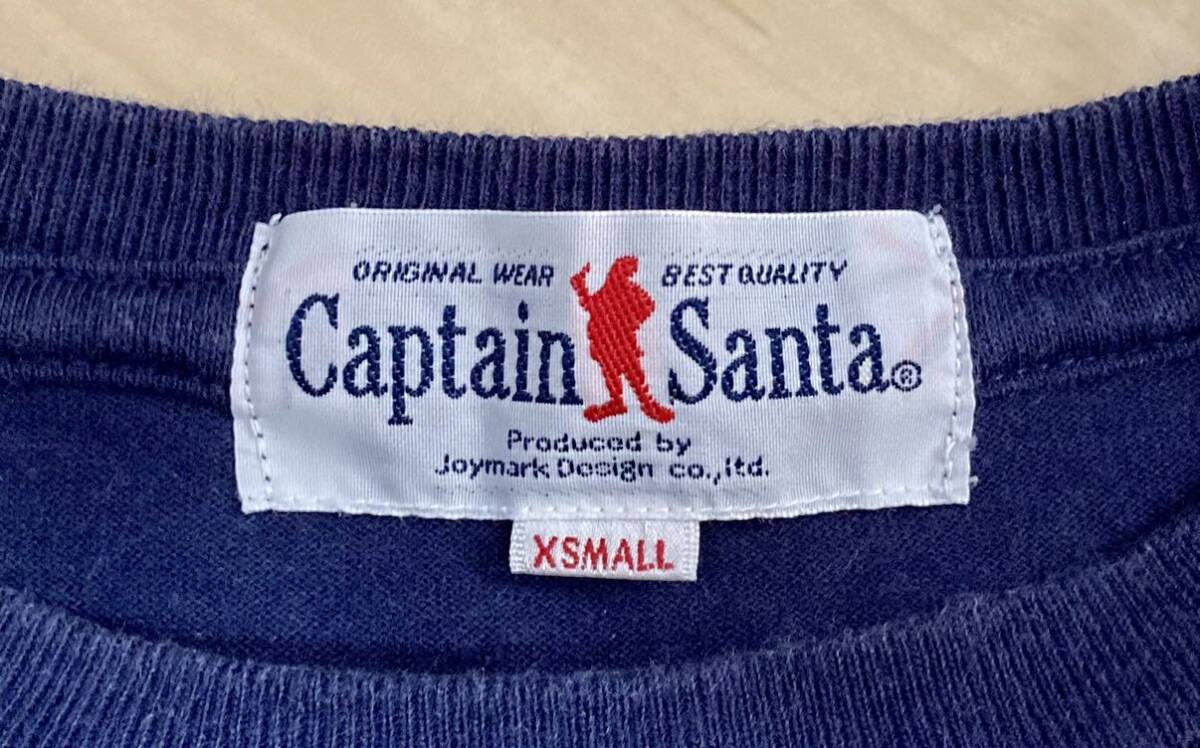 ORIGINAL WEAR BEST QUALITY
Captain Santa®
Produced by
Joymark Design co.,ltd.
XSMALL